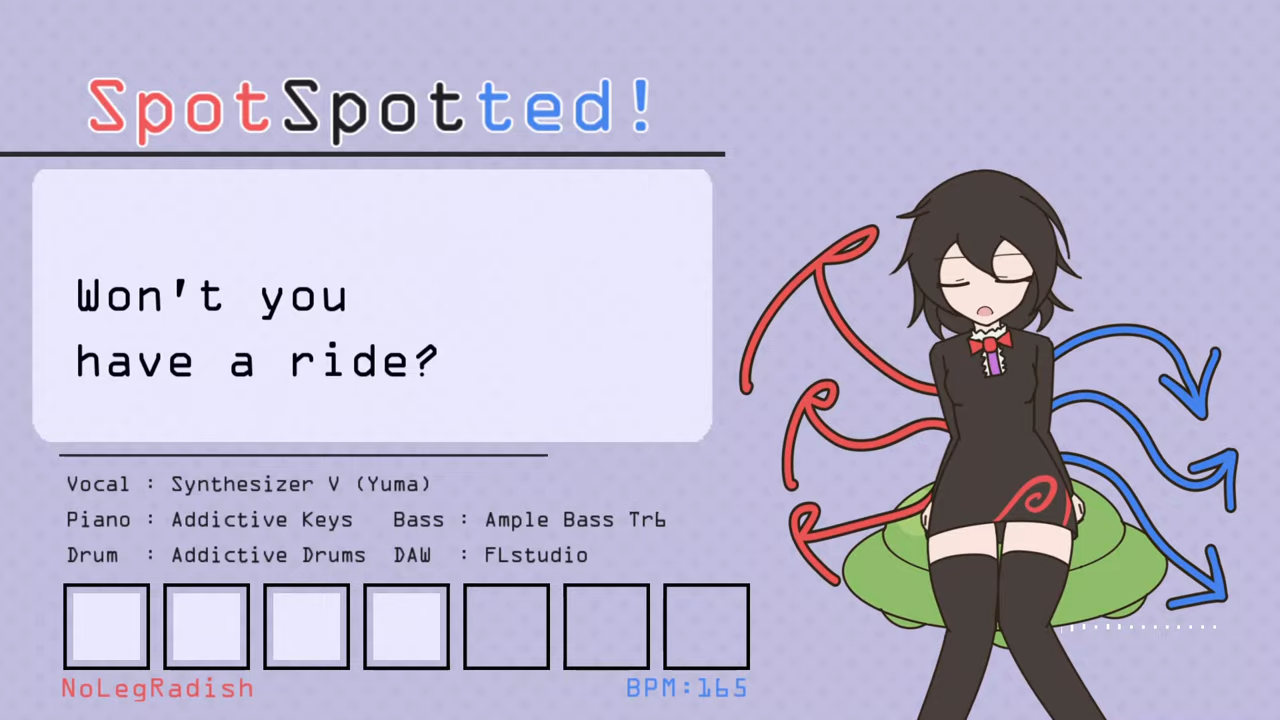 SpotSpotted!
Won't you
have a ride?
Vocal : Synthesizer V (Yuma)
Piano : Addictive Keys Bass : Ample Bass Tr6
Drum : Addictive Drums DAW : FLstudio
NoLegRadish BPM:165